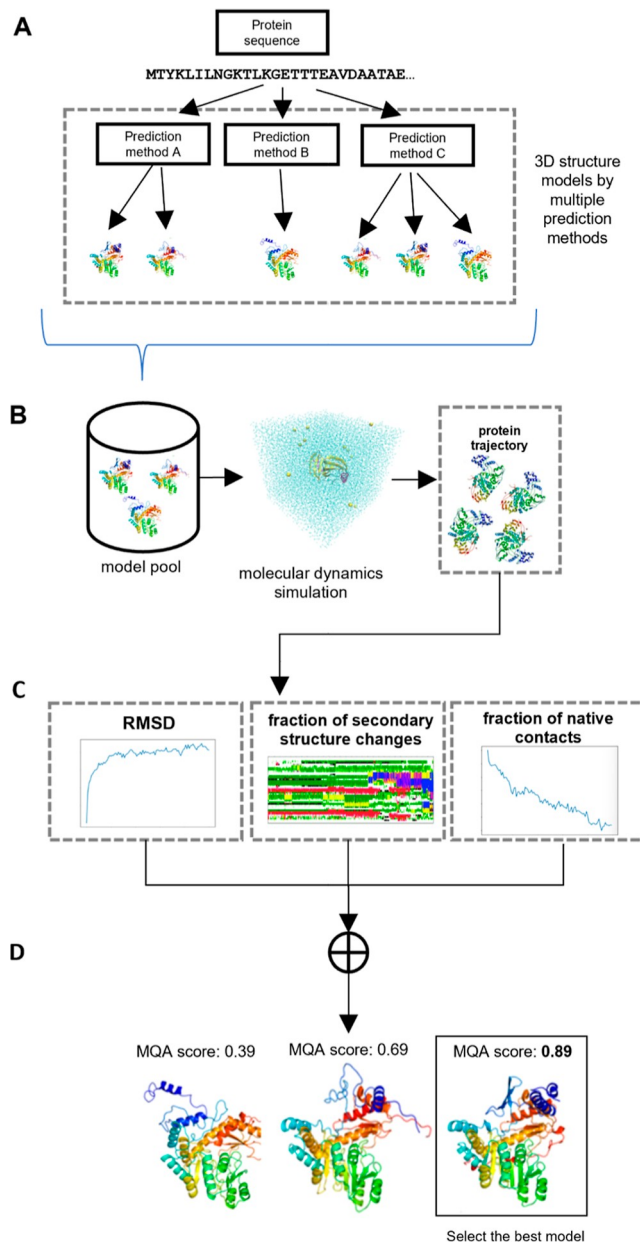 A
Protein
sequence
MTYKLILNGKTLKGETTTEAVDAATAE...
Prediction
method A
Prediction
method B
Prediction
method C
3D structure
models by
multiple
prediction
methods
B
model pool
molecular dynamics
simulation
protein
trajectory
C
RMSD
fraction of secondary
structure changes
fraction of native
contacts
D
MQA score: 0.39
MQA score: 0.69
MQA score: 0.89
Select the best model